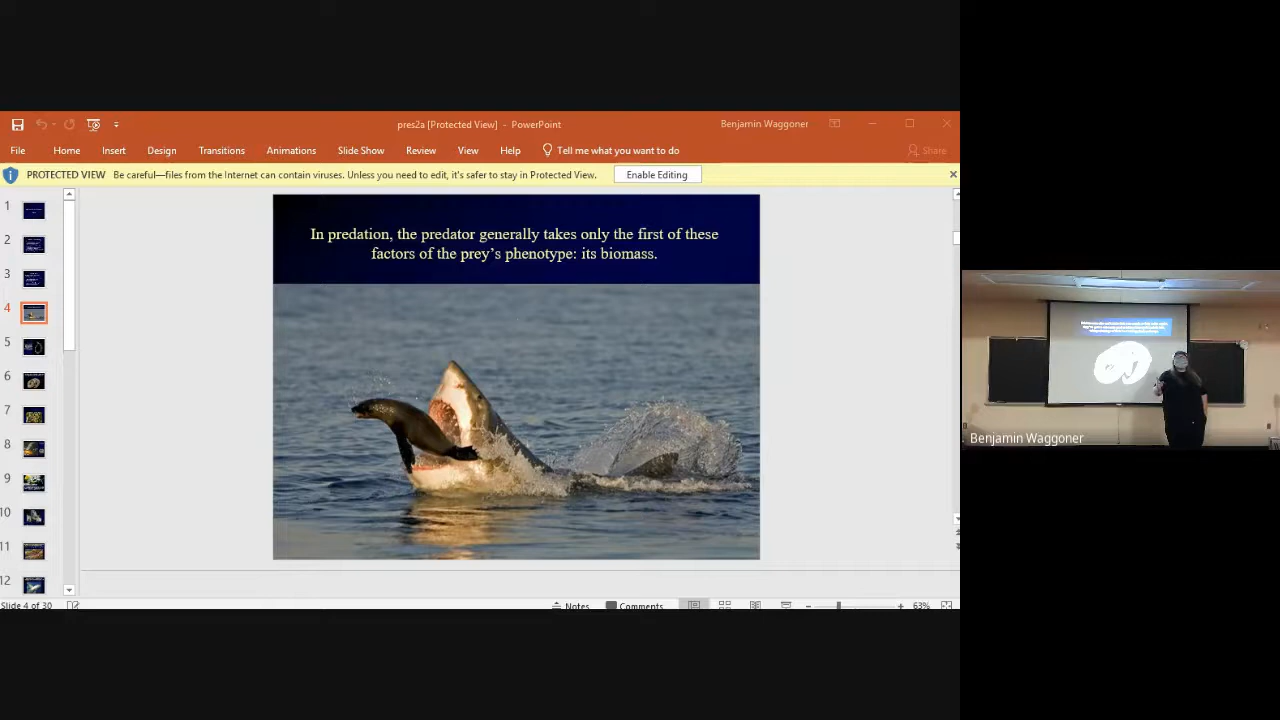 pres2a [Protected View] - PowerPoint
Benjamin Waggoner
File Home Insert Design Transitions Animations Slide Show Review View Help Tell me what you want to do Share
PROTECTED VIEW Be careful—files from the Internet can contain viruses. Unless you need to edit, it's safer to stay in Protected View. Enable Editing
1
2
3
4
5
6
7
8
9
10
11
12
In predation, the predator generally takes only the first of these
factors of the prey's phenotype: its biomass.
Slide 4 of 30
Notes Comments 63%
Benjamin Waggoner